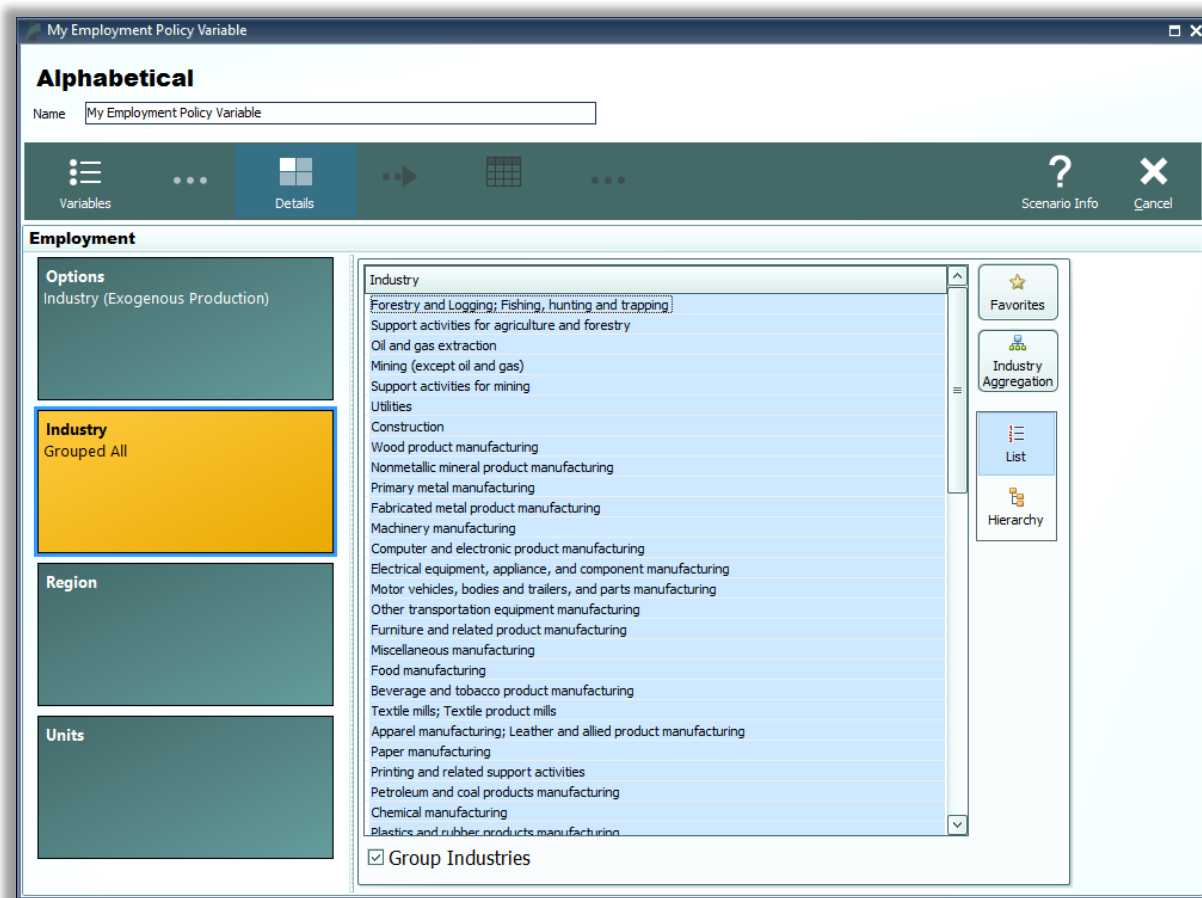 My Employment Policy Variable
Alphabetical
Name My Employment Policy Variable
Variables
Details
Scenario Info
Cancel
Employment
Options
Industry (Exogenous Production)
Industry
Grouped All
Region
Units
Industry
Forestry and Logging; Fishing, hunting and trapping
Support activities for agriculture and forestry
Oil and gas extraction
Mining (except oil and gas)
Support activities for mining
Utilities
Construction
Wood product manufacturing
Nonmetallic mineral product manufacturing
Primary metal manufacturing
Fabricated metal product manufacturing
Machinery manufacturing
Computer and electronic product manufacturing
Electrical equipment, appliance, and component manufacturing
Motor vehicles, bodies and trailers, and parts manufacturing
Other transportation equipment manufacturing
Furniture and related product manufacturing
Miscellaneous manufacturing
Food manufacturing
Beverage and tobacco product manufacturing
Textile mills; Textile product mills
Apparel manufacturing; Leather and allied product manufacturing
Paper manufacturing
Printing and related support activities
Petroleum and coal products manufacturing
Chemical manufacturing
Plastics and rubber products manufacturing
Group Industries
Favorites
Industry
Aggregation
List
Hierarchy